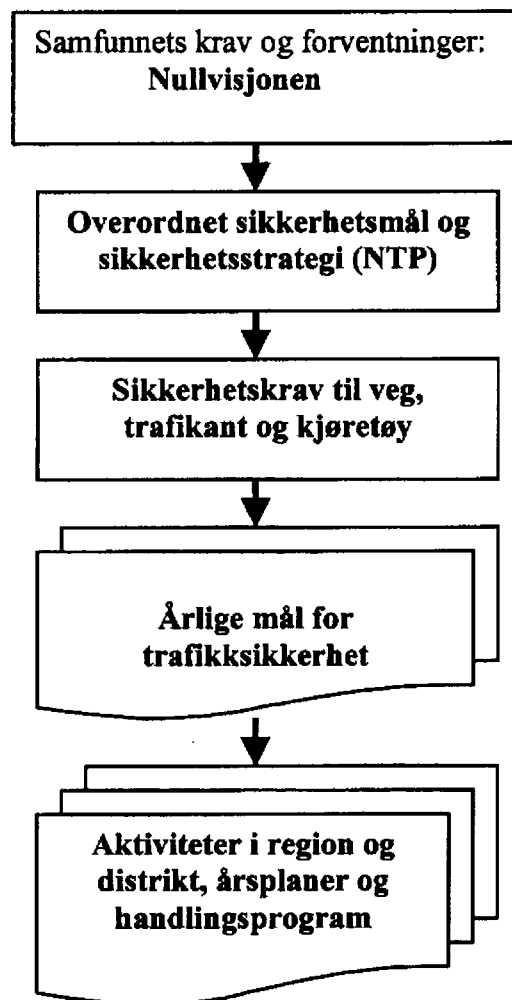 Samfunnets krav og forventninger:
Nullvisjonen
Overordnet sikkerhetsmål og
sikkerhetsstrategi (NTP)
Sikkerhetskrav til veg,
trafikant og kjøretøy
Årlige mål for
trafikksikkerhet
Aktiviteter i region og
distrikt, årsplaner og
handlingsprogram